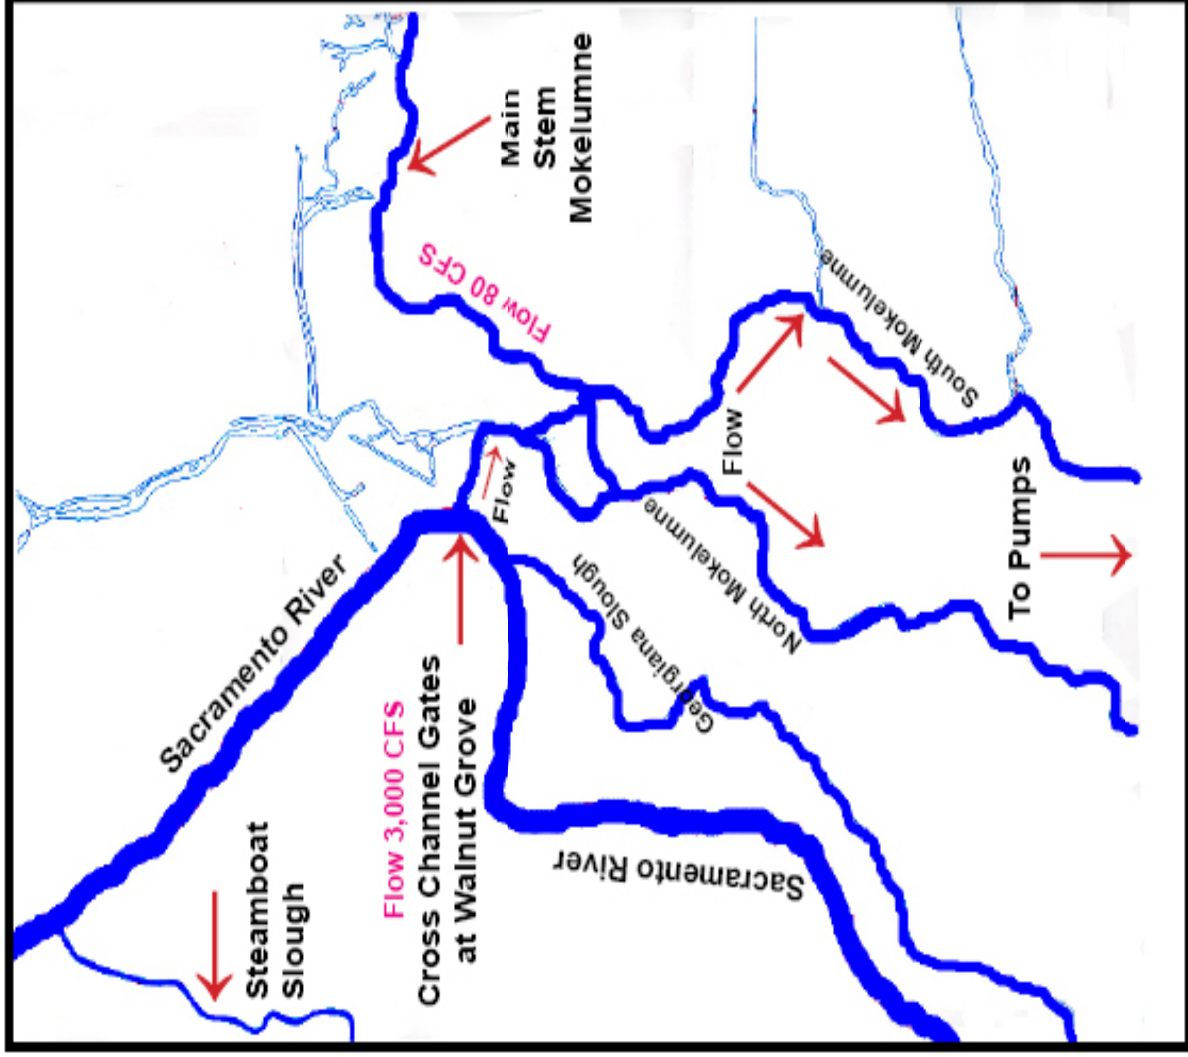 Main
Stem
Mokelumne
Flow 80 CFS
South Mokelumne
Flow
To Pumps
Flow
North Mokelumne
Georgiana Slough
Sacramento River
Flow 3,000 CFS
Cross Channel Gates
at Walnut Grove
Sacramento River
Steamboat
Slough